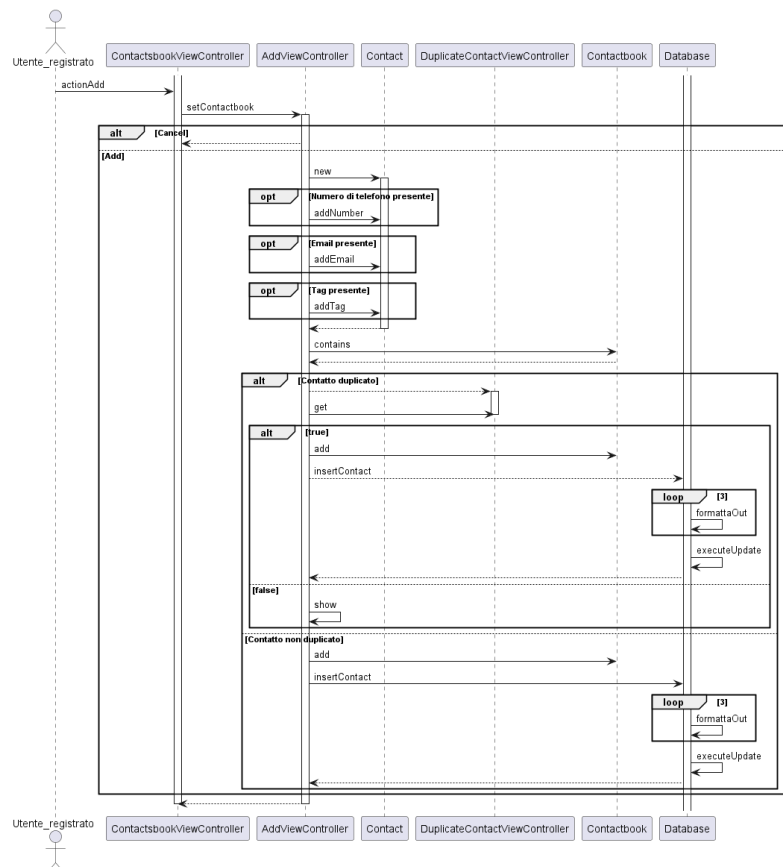 Utente_registrato
ContactsbookViewController
AddViewController
Contact
DuplicateContactViewController
Contactbook
Database
actionAdd
setContactbook
alt [Cancel]
[Add]
new
opt [Numero di telefono presente]
addNumber
opt [Email presente]
addEmail
opt [Tag presente]
addTag
contains
alt [Contatto duplicato]
get
alt [true]
add
insertContact
loop [3]
formattaOut
executeUpdate
[false]
show
[Contatto non duplicato]
add
insertContact
loop [3]
formattaOut
executeUpdate
Utente_registrato
ContactsbookViewController
AddViewController
Contact
DuplicateContactViewController
Contactbook
Database